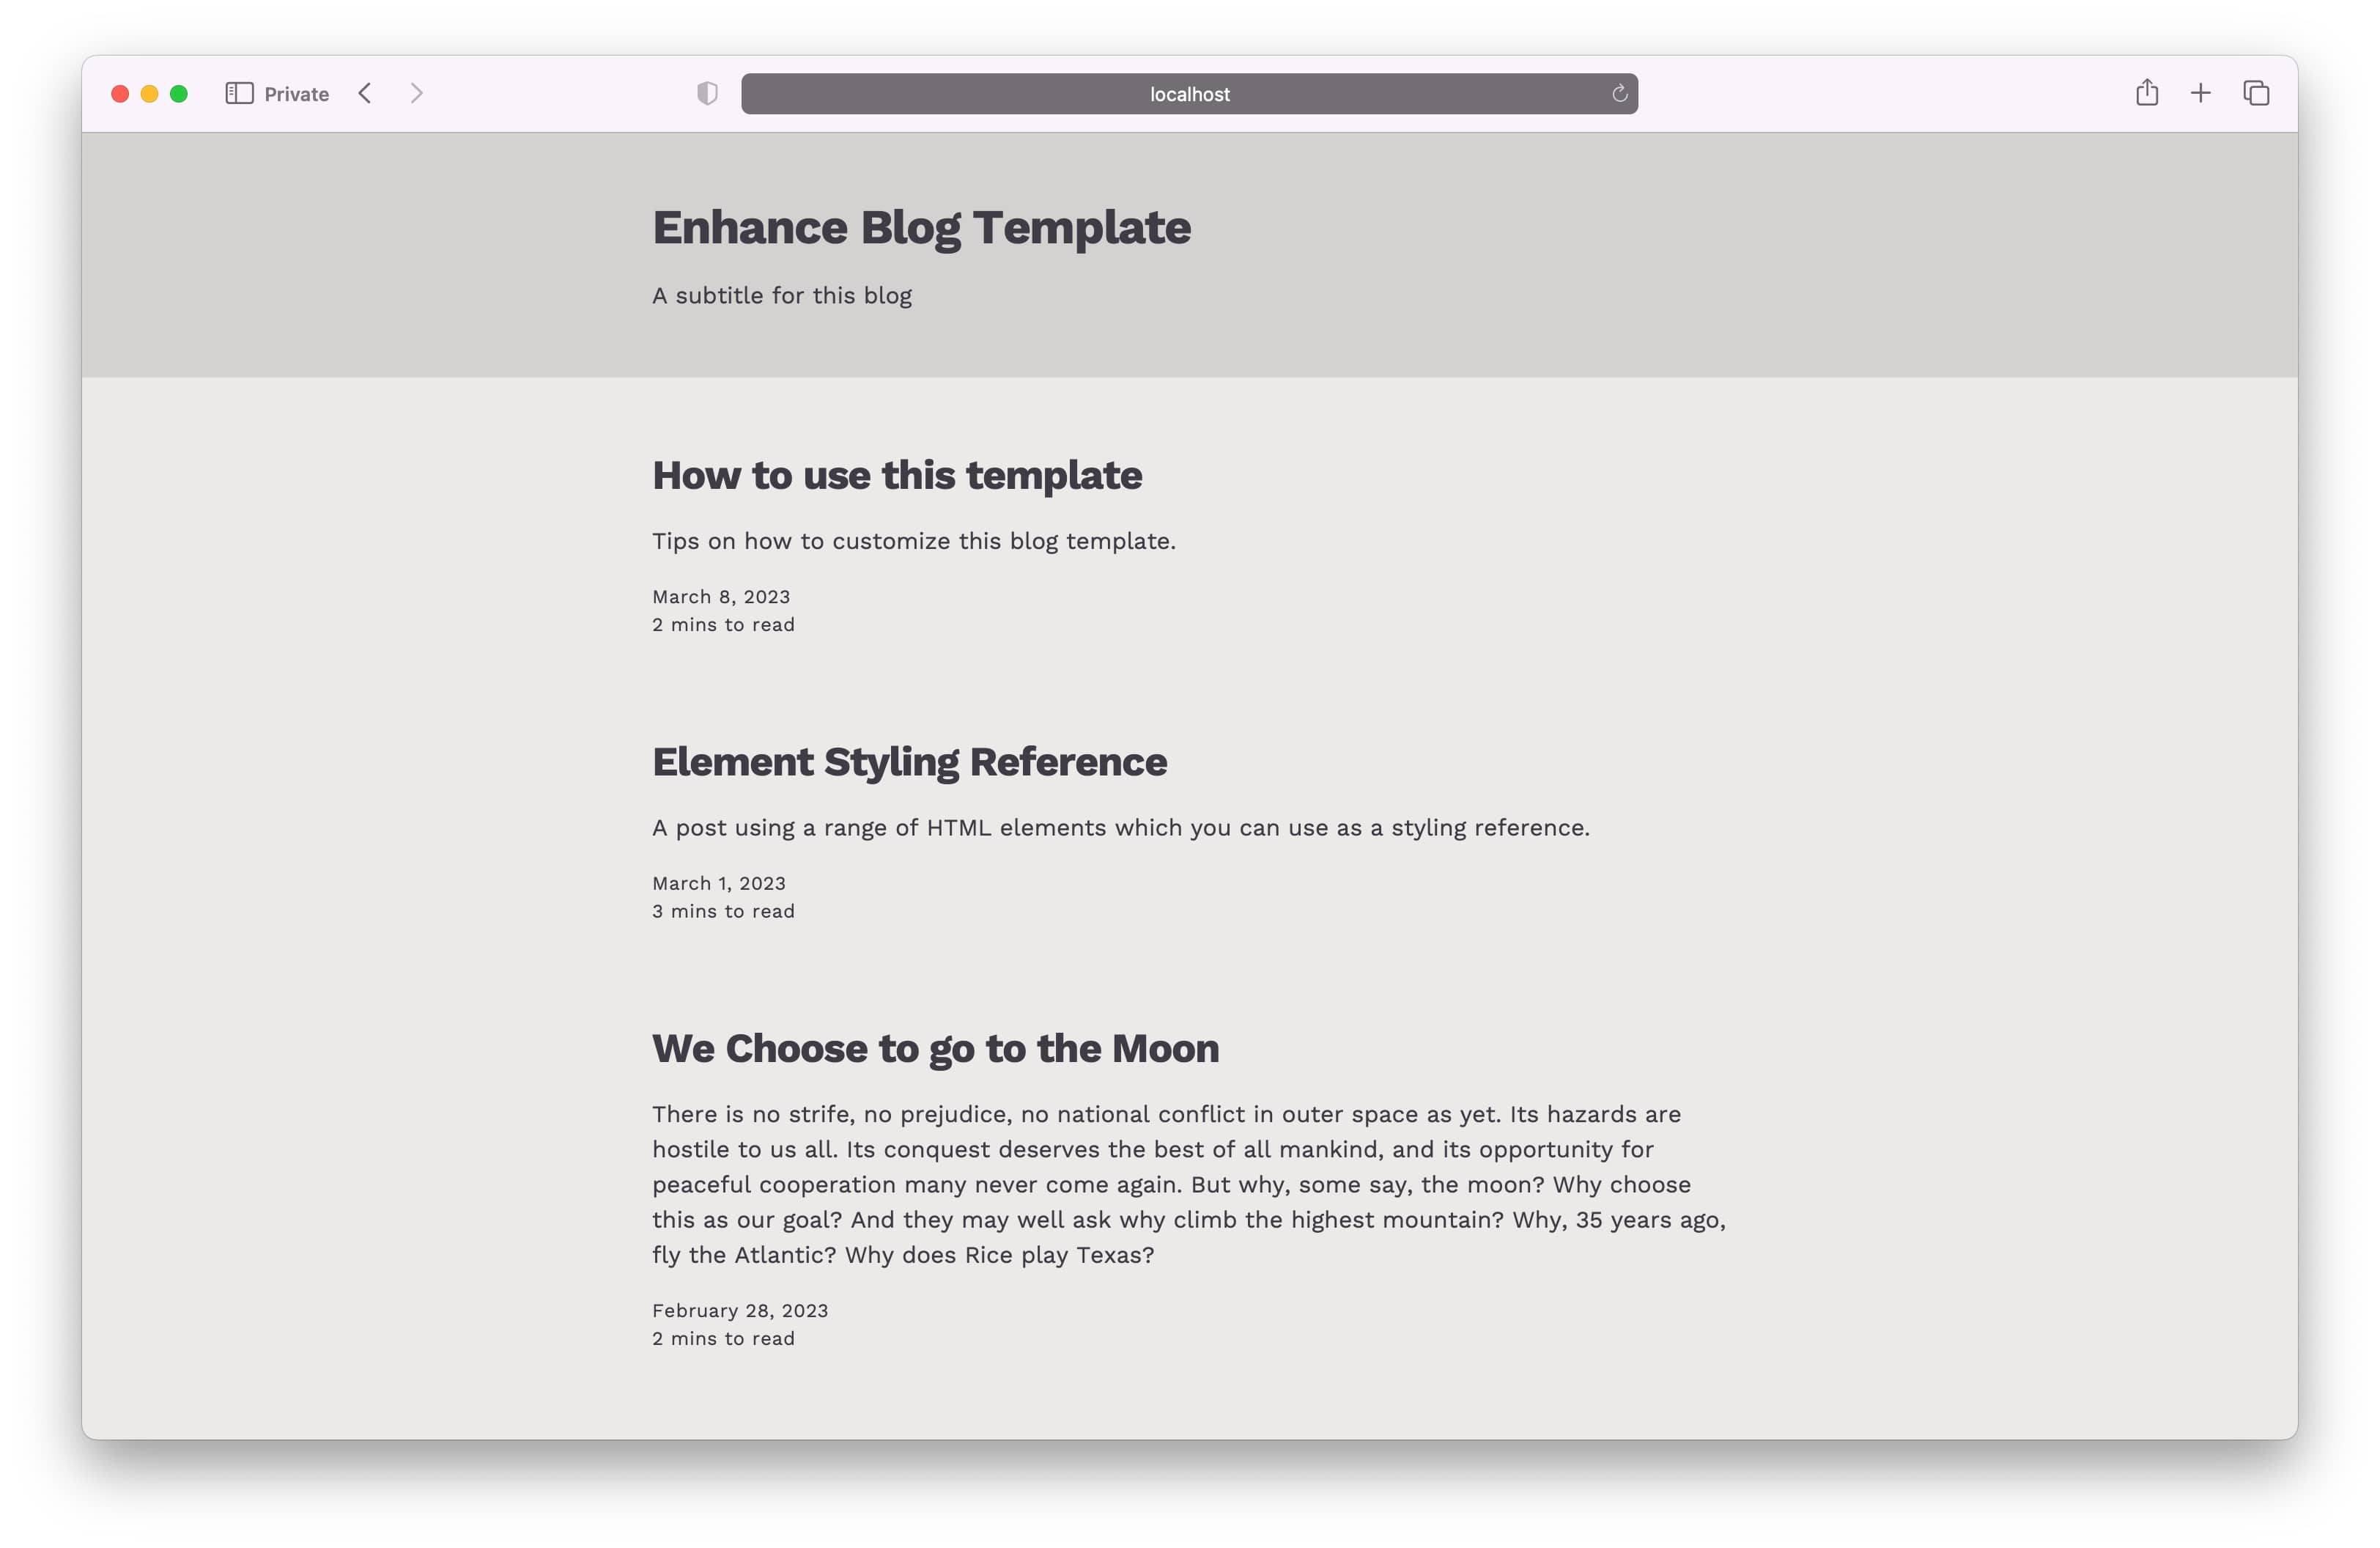 Private
localhost
Enhance Blog Template
A subtitle for this blog
How to use this template
Tips on how to customize this blog template.
March 8, 2023
2 mins to read
Element Styling Reference
A post using a range of HTML elements which you can use as a styling reference.
March 1, 2023
3 mins to read
We Choose to go to the Moon
There is no strife, no prejudice, no national conflict in outer space as yet. Its hazards are
hostile to us all. Its conquest deserves the best of all mankind, and its opportunity for
peaceful cooperation many never come again. But why, some say, the moon? Why choose
this as our goal? And they may well ask why climb the highest mountain? Why, 35 years ago,
fly the Atlantic? Why does Rice play Texas?
February 28, 2023
2 mins to read